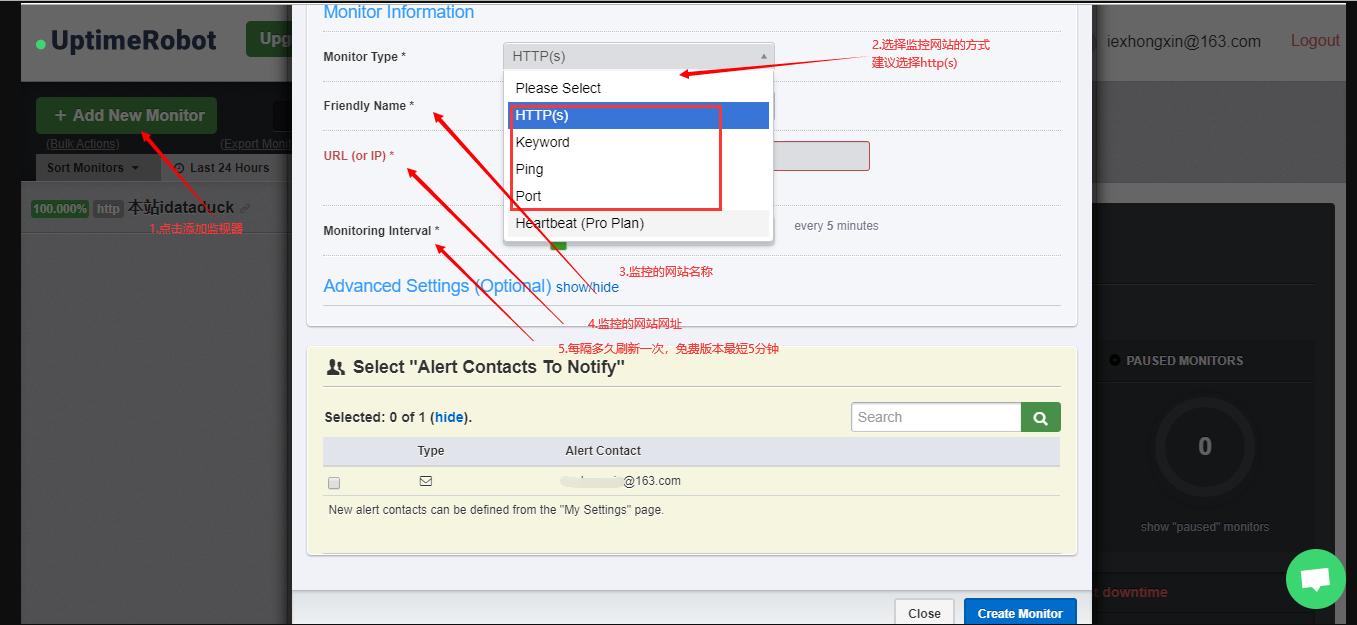 Monitor Information
UptimeRobot
Upg
iexhongxin@163.com
Logout
Monitor Type *
HTTP(s)
2.选择监控网站的方式
建议选择http(s)
Please Select
HTTP(s)
Keyword
Ping
Port
Heartbeat (Pro Plan)
+ Add New Monitor
(Bulk Actions)
(Export Monit
Sort Monitors
Last 24 Hours
100.000%
http
本站idataduck
1.点击添加监视器
Friendly Name *
URL (or IP) *
Monitoring Interval *
every 5 minutes
3.监控的网站名称
Advanced Settings (Optional) show/hide
4.监控的网站网址
5.每隔多久刷新一次，免费版本最短5分钟
Select "Alert Contacts To Notify"
Selected: 0 of 1 (hide).
Search
Type
Alert Contact
@163.com
New alert contacts can be defined from the "My Settings" page.
PAUSED MONITORS
0
show "paused" monitors
t downtime
Close
Create Monitor